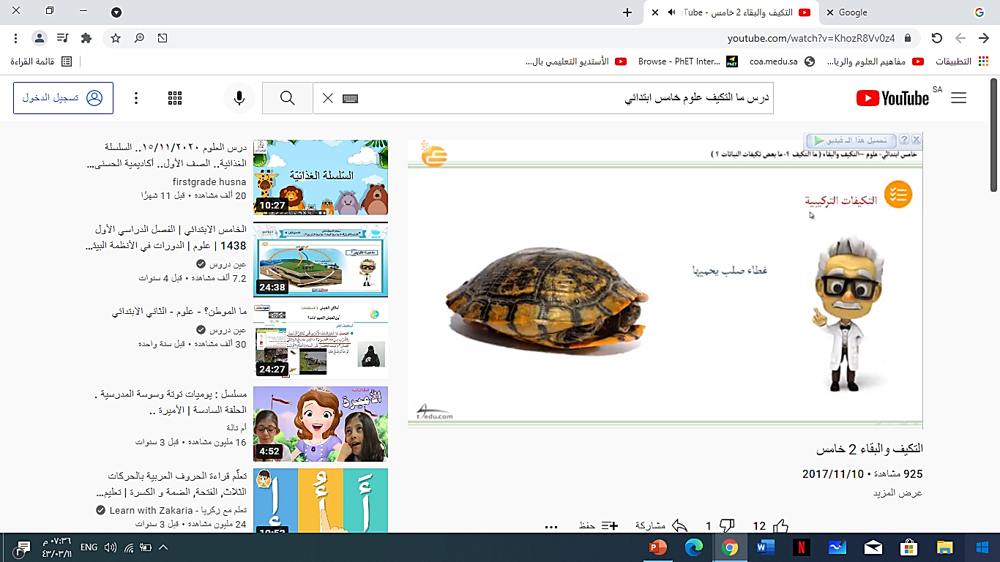 Google
التكيف والبقاء 2 خامس - Tube
youtube.com/watch?v=KhozR8Vv0z4
التطبيقات
مفاهيم العلوم والريا...
coa.medu.sa
Browse - PhET Inter...
الأستديو التعليمي بال...
قائمة القراءة
YouTube SA
درس ما التكيف علوم خامس ابتدائي
تسجيل الدخول
تحميل هذا الـ فيديو
خامس ابتدائي- علوم –التكيف والبقاء ( ما التكيف ؟- ما بعض تكيفات النباتات ؟ )
التكيفات التركيبية
غطاء صلب يحميها
t4edu.com
التكيف والبقاء 2 خامس
925 مشاهدة • 2017/11/10
عرض المزيد
12
1
مشاركة
حفظ
السلسلة الغذائية
10:27
درس العلوم ١٥/١١/٢٠٢٠.. السلسلة
الغذائية.. الصف الأول.. أكاديمية الحسنى...
firstgrade husna
20 ألف مشاهدة • قبل 11 شهرًا
24:38
الخامس الابتدائي | الفصل الدراسي الأول
1438 | علوم | الدورات في الأنظمة البيئ...
عين دروس
7.2 ألف مشاهدة • قبل 4 سنوات
أماكن العيش
أين تعيش الحيوانات؟
24:27
ما الموطن؟ - علوم - الثاني الابتدائي
عين دروس
30 ألف مشاهدة • قبل سنة واحدة
الأميرة
4:52
مسلسل : يوميات توتة وسوسة المدرسية .
الحلقة السادسة | الأميرة ..
أم تالة
16 مليون مشاهدة • قبل 3 سنوات
أَ
أُ
إِ
تعلّم قراءة الحروف العربية بالحركات
الثلاث, الفتحة, الضمة و الكسرة | تعليم...
تعلم مع زكريا - Learn with Zakaria
24 مليون مشاهدة • قبل 3 سنوات
ENG
٠٧:٣٦ م
٤٣/٠٣/١١